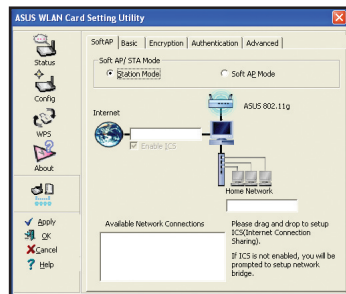 ASUS WLAN Card Setting Utility
Status
Config
WPS
About
Apply
OK
Cancel
Help
SoftAP Basic Encryption Authentication Advanced
Soft AP/ STA Mode
Station Mode
Soft AP Mode
ASUS 802.11g
Internet
Enable ICS
Home Network
Available Network Connections
Please drag and drop to setup
ICS(Internet Connection
Sharing).
If ICS is not enabled, you will be
prompted to setup network
bridge.